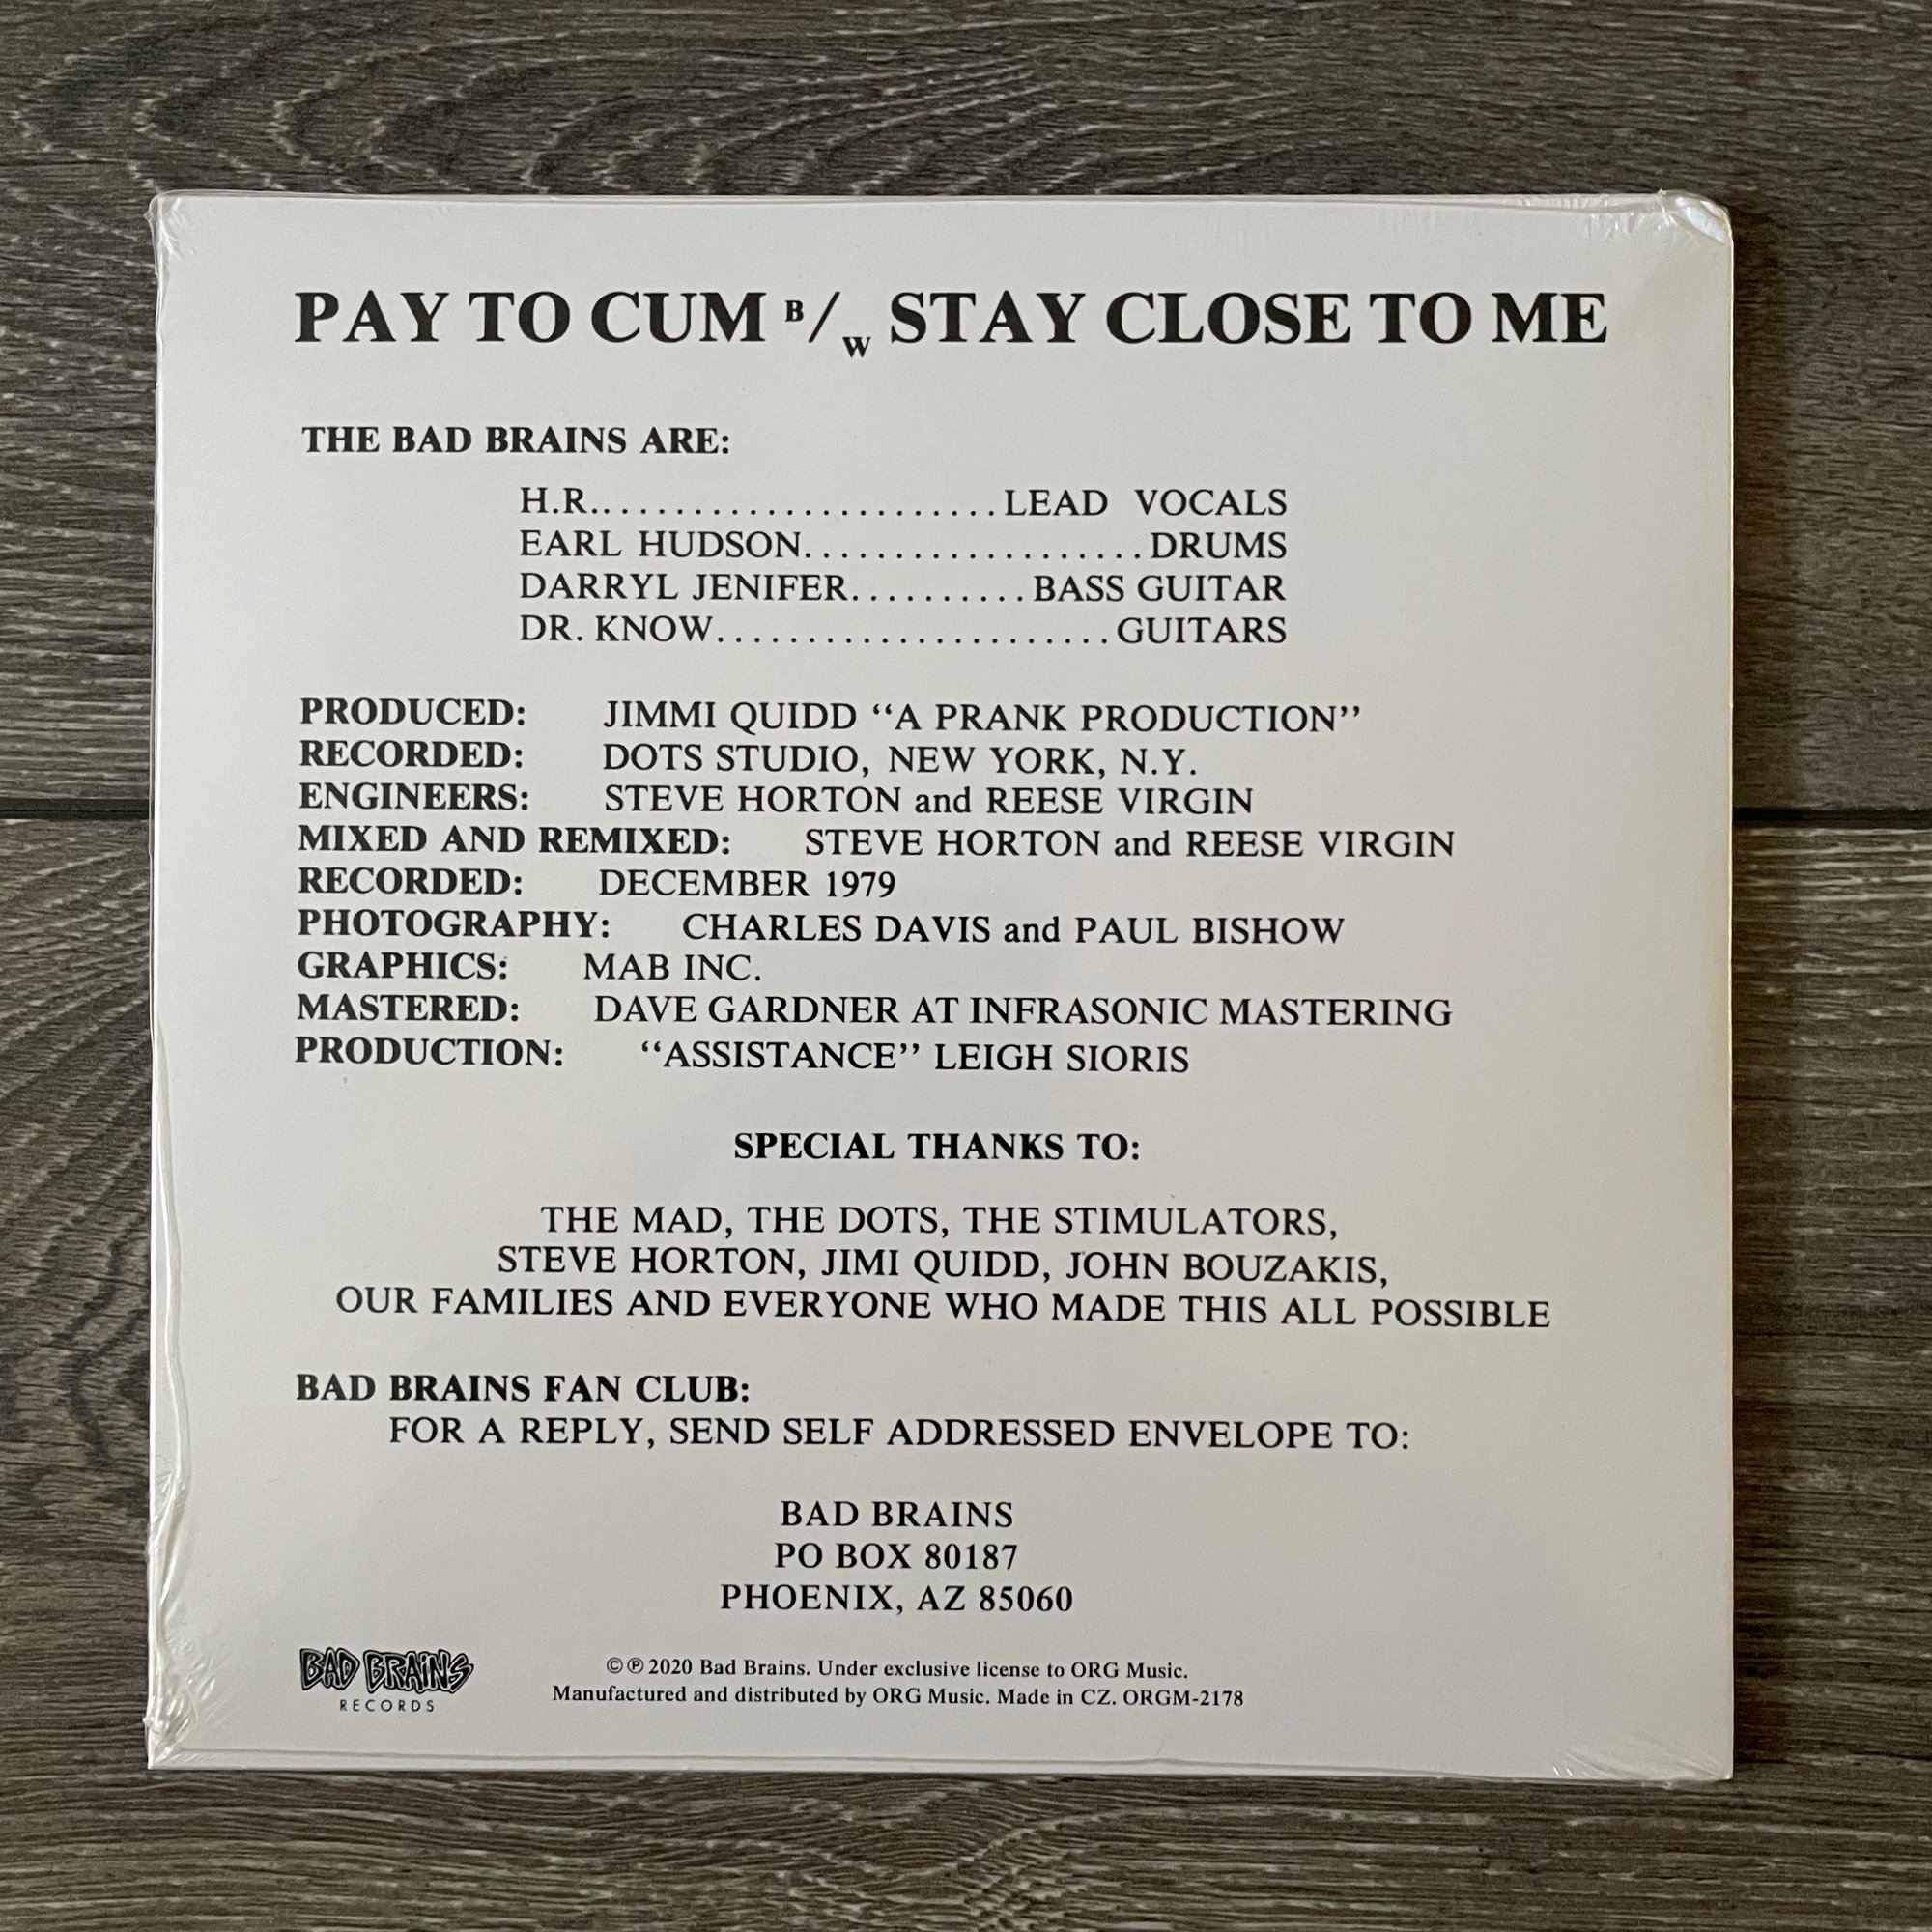 PAY TO CUM B/W STAY CLOSE TO ME
THE BAD BRAINS ARE:
H.R........................LEAD VOCALS
EARL HUDSON...................DRUMS
DARRYL JENIFER..........BASS GUITAR
DR. KNOW......................GUITARS
PRODUCED: JIMMI QUIDD “A PRANK PRODUCTION”
RECORDED: DOTS STUDIO, NEW YORK, N.Y.
ENGINEERS: STEVE HORTON and REESE VIRGIN
MIXED AND REMIXED: STEVE HORTON and REESE VIRGIN
RECORDED: DECEMBER 1979
PHOTOGRAPHY: CHARLES DAVIS and PAUL BISHOW
GRAPHICS: MAB INC.
MASTERED: DAVE GARDNER AT INFRASONIC MASTERING
PRODUCTION: “ASSISTANCE” LEIGH SIORIS
SPECIAL THANKS TO:
THE MAD, THE DOTS, THE STIMULATORS,
STEVE HORTON, JIMI QUIDD, JOHN BOUZAKIS,
OUR FAMILIES AND EVERYONE WHO MADE THIS ALL POSSIBLE
BAD BRAINS FAN CLUB:
FOR A REPLY, SEND SELF ADDRESSED ENVELOPE TO:
BAD BRAINS
PO BOX 80187
PHOENIX, AZ 85060
BAD BRAINS
RECORDS
©℗ 2020 Bad Brains. Under exclusive license to ORG Music.
Manufactured and distributed by ORG Music. Made in CZ. ORGM-2178